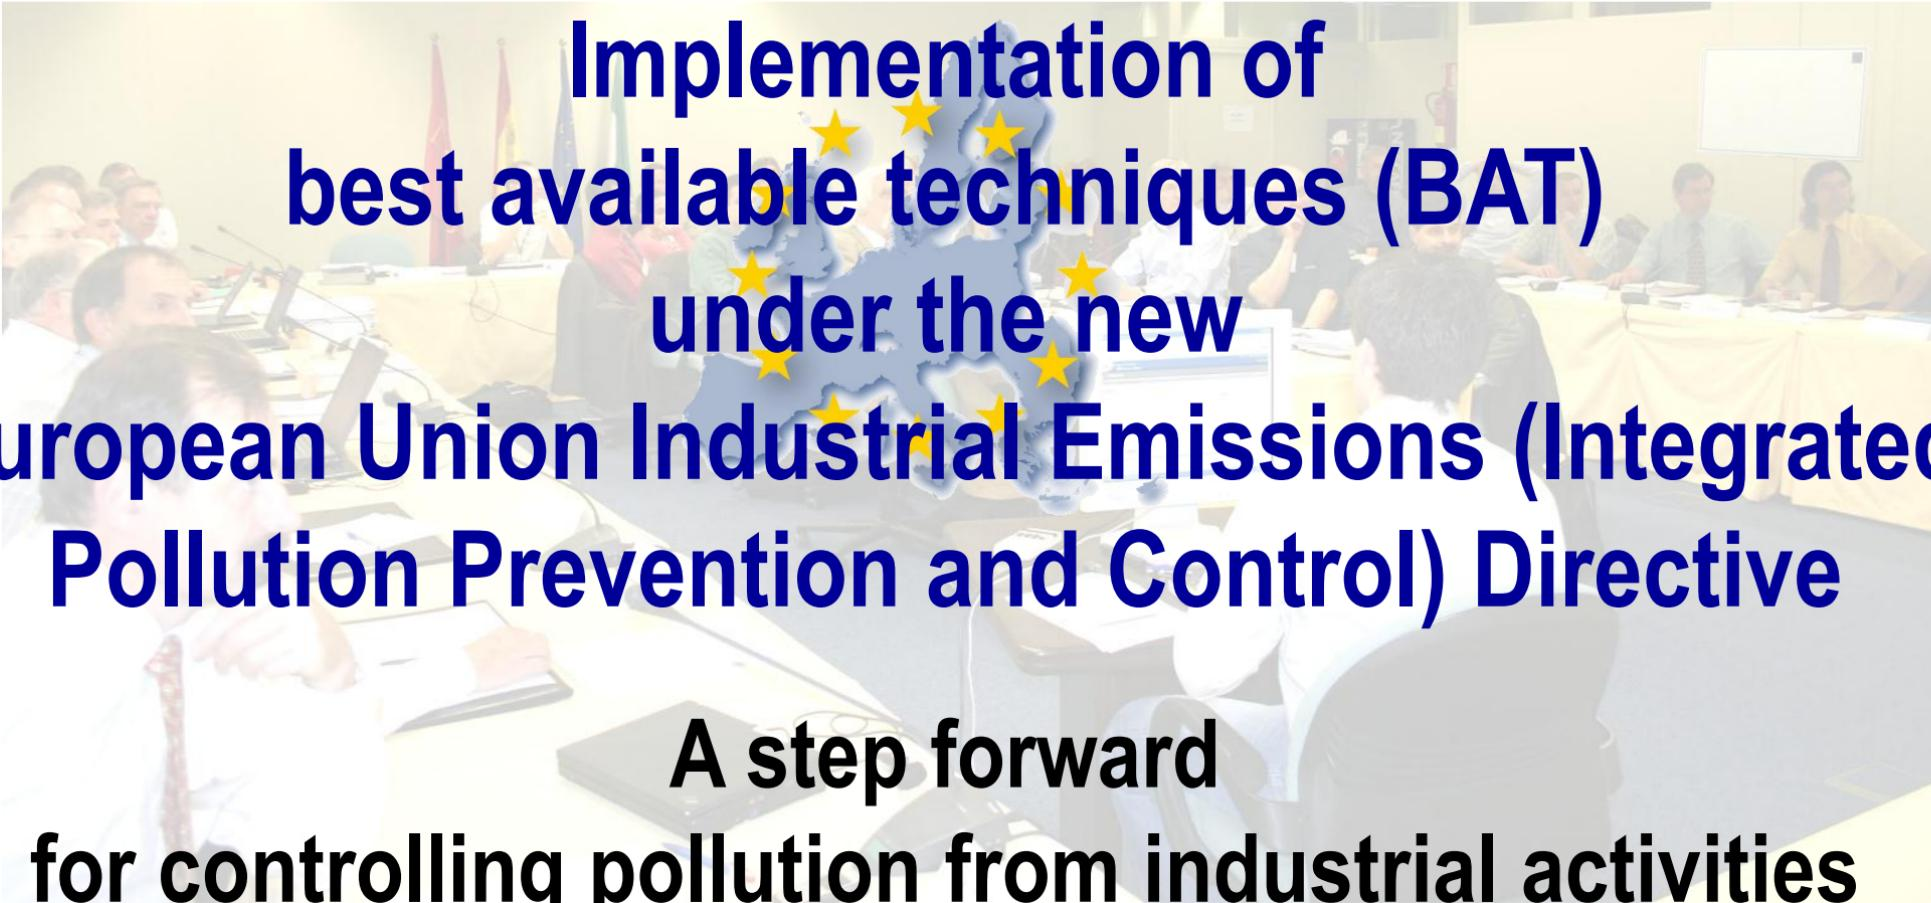 Implementation of
best available techniques (BAT)
under the new
uropean Union Industrial Emissions (Integrated
Pollution Prevention and Control) Directive
A step forward
for controlling pollution from industrial activities